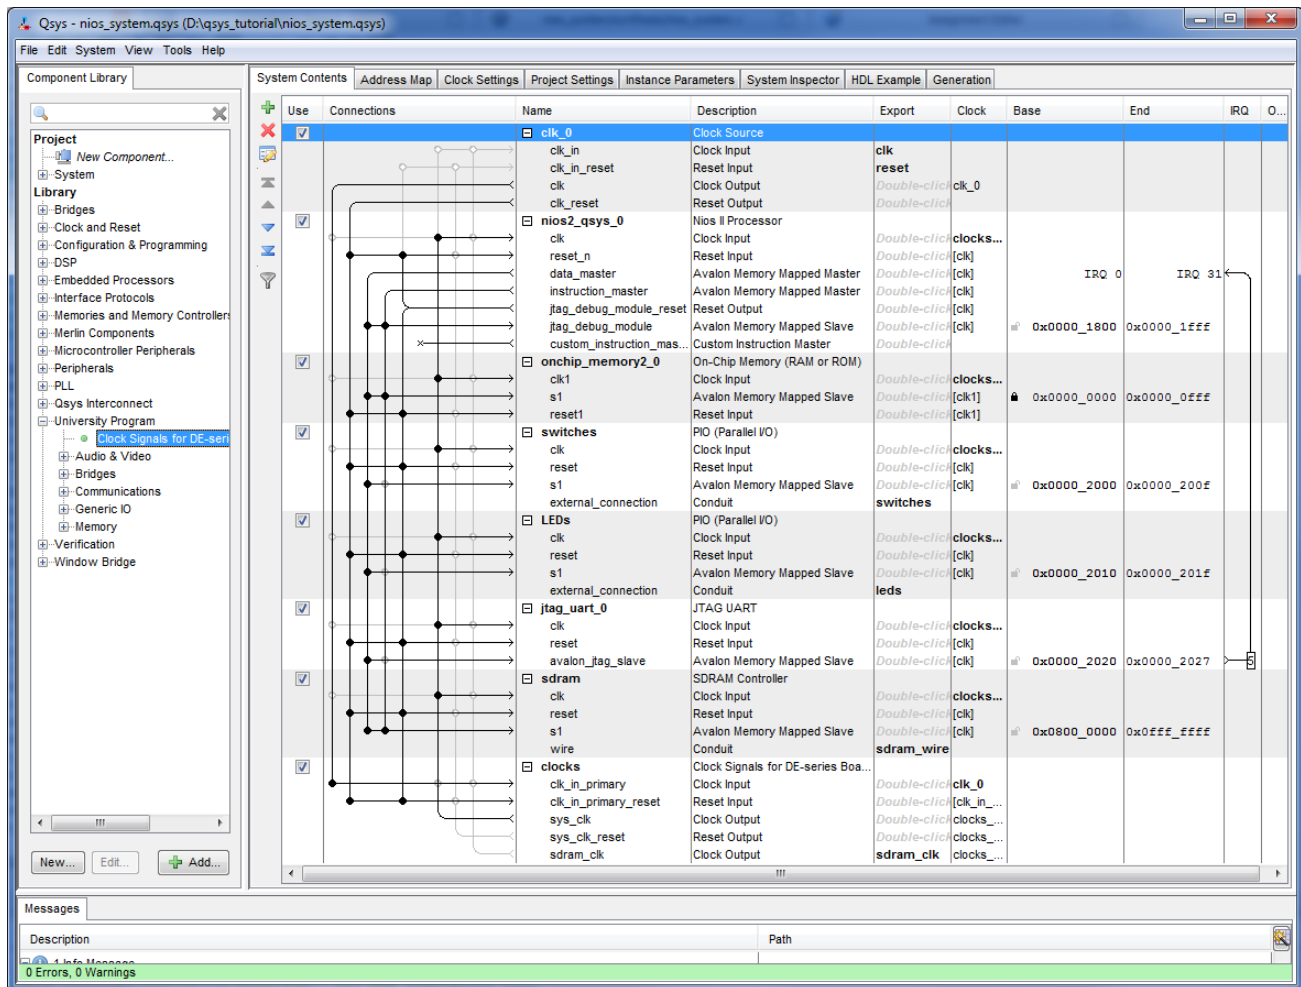 Qsys - nios_system.qsys (D:\qsys_tutorial\nios_system.qsys)
File Edit System View Tools Help
Component Library
Project
New Component...
System
Library
Bridges
Clock and Reset
Configuration & Programming
DSP
Embedded Processors
Interface Protocols
Memories and Memory Controllers
Merlin Components
Microcontroller Peripherals
Peripherals
PLL
Qsys Interconnect
University Program
Clock Signals for DE-seri
Audio & Video
Bridges
Communications
Generic IO
Memory
Verification
Window Bridge
New... Edit... Add...
System Contents Address Map Clock Settings Project Settings Instance Parameters System Inspector HDL Example Generation
Use Connections Name Description Export Clock Base End IRQ O...
clk_0 Clock Source
clk_in Clock Input clk
clk_in_reset Reset Input reset
clk Clock Output Double-click clk_0
clk_reset Reset Output Double-click
nios2_qsys_0 Nios II Processor
clk Clock Input Double-click clocks...
reset_n Reset Input Double-click [clk]
data_master Avalon Memory Mapped Master Double-click [clk] IRQ 0 IRQ 31
instruction_master Avalon Memory Mapped Master Double-click [clk]
jtag_debug_module_reset Reset Output Double-click [clk]
jtag_debug_module Avalon Memory Mapped Slave Double-click [clk] 0x0000_1800 0x0000_1fff
custom_instruction_mas... Custom Instruction Master Double-click
onchip_memory2_0 On-Chip Memory (RAM or ROM)
clk1 Clock Input Double-click clocks...
s1 Avalon Memory Mapped Slave Double-click [clk1] 0x0000_0000 0x0000_0fff
reset1 Reset Input Double-click [clk1]
switches PIO (Parallel I/O)
clk Clock Input Double-click clocks...
reset Reset Input Double-click [clk]
s1 Avalon Memory Mapped Slave Double-click [clk] 0x0000_2000 0x0000_200f
external_connection Conduit switches
LEDs PIO (Parallel I/O)
clk Clock Input Double-click clocks...
reset Reset Input Double-click [clk]
s1 Avalon Memory Mapped Slave Double-click [clk] 0x0000_2010 0x0000_201f
external_connection Conduit leds
jtag_uart_0 JTAG UART
clk Clock Input Double-click clocks...
reset Reset Input Double-click [clk]
avalon_jtag_slave Avalon Memory Mapped Slave Double-click [clk] 0x0000_2020 0x0000_2027 5
sdram SDRAM Controller
clk Clock Input Double-click clocks...
reset Reset Input Double-click [clk]
s1 Avalon Memory Mapped Slave Double-click [clk] 0x0800_0000 0x0fff_ffff
wire Conduit sdram_wire
clocks Clock Signals for DE-series Boa...
clk_in_primary Clock Input Double-click clk_0
clk_in_primary_reset Reset Input Double-click [clk_in_...
sys_clk Clock Output Double-click clocks_...
sys_clk_reset Reset Output Double-click clocks_...
sdram_clk Clock Output sdram_clk clocks_...
Messages
Description Path
1 Info Message
0 Errors, 0 Warnings